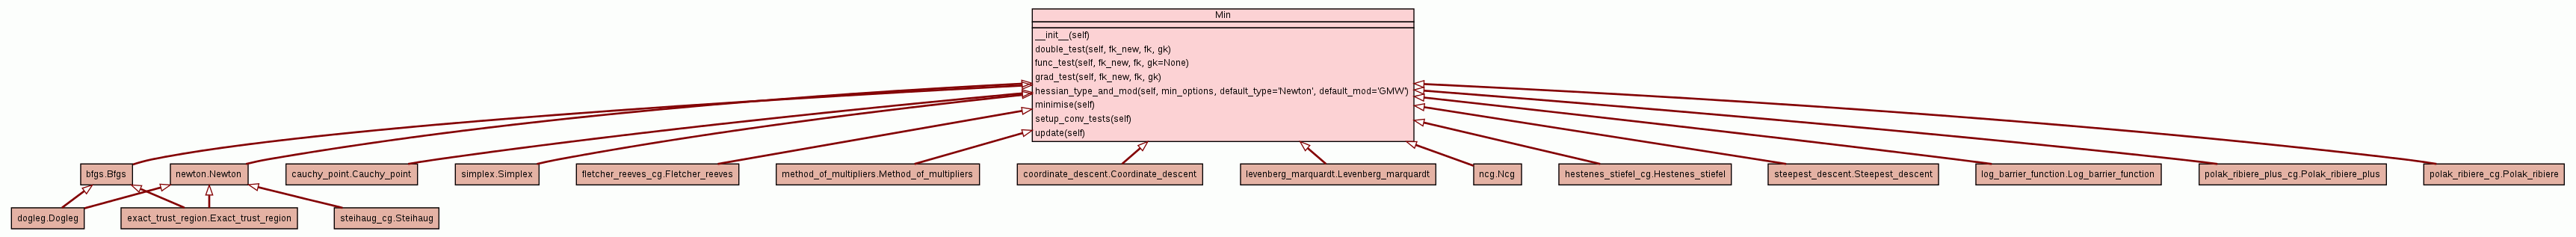 Min
__init__(self)
double_test(self, fk_new, fk, gk)
func_test(self, fk_new, fk, gk=None)
grad_test(self, fk_new, fk, gk)
hessian_type_and_mod(self, min_options, default_type='Newton', default_mod='GMW')
minimise(self)
setup_conv_tests(self)
update(self)
bfgs.Bfgs
newton.Newton
cauchy_point.Cauchy_point
simplex.Simplex
fletcher_reeves_cg.Fletcher_reeves
method_of_multipliers.Method_of_multipliers
coordinate_descent.Coordinate_descent
levenberg_marquardt.Levenberg_marquardt
ncg.Ncg
hestenes_stiefel_cg.Hestenes_stiefel
steepest_descent.Steepest_descent
log_barrier_function.Log_barrier_function
polak_ribiere_plus_cg.Polak_ribiere_plus
polak_ribiere_cg.Polak_ribiere
dogleg.Dogleg
exact_trust_region.Exact_trust_region
steihaug_cg.Steihaug